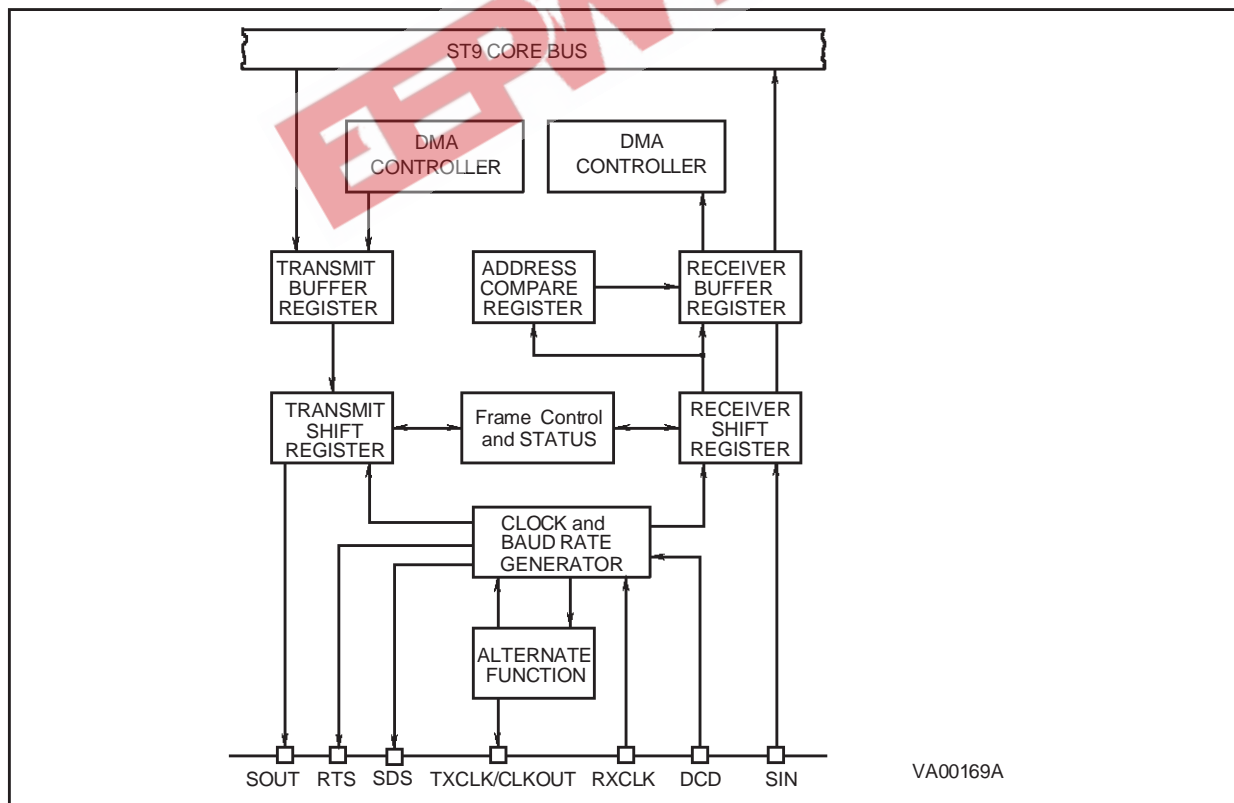 ST9 CORE BUS
DMA
CONTROLLER
DMA
CONTROLLER
TRANSMIT
BUFFER
REGISTER
ADDRESS
COMPARE
REGISTER
RECEIVER
BUFFER
REGISTER
TRANSMIT
SHIFT
REGISTER
Frame Control
and STATUS
RECEIVER
SHIFT
REGISTER
CLOCK and
BAUD RATE
GENERATOR
ALTERNATE
FUNCTION
SOUT RTS SDS TXCLK/CLKOUT RXCLK DCD SIN
VA00169A